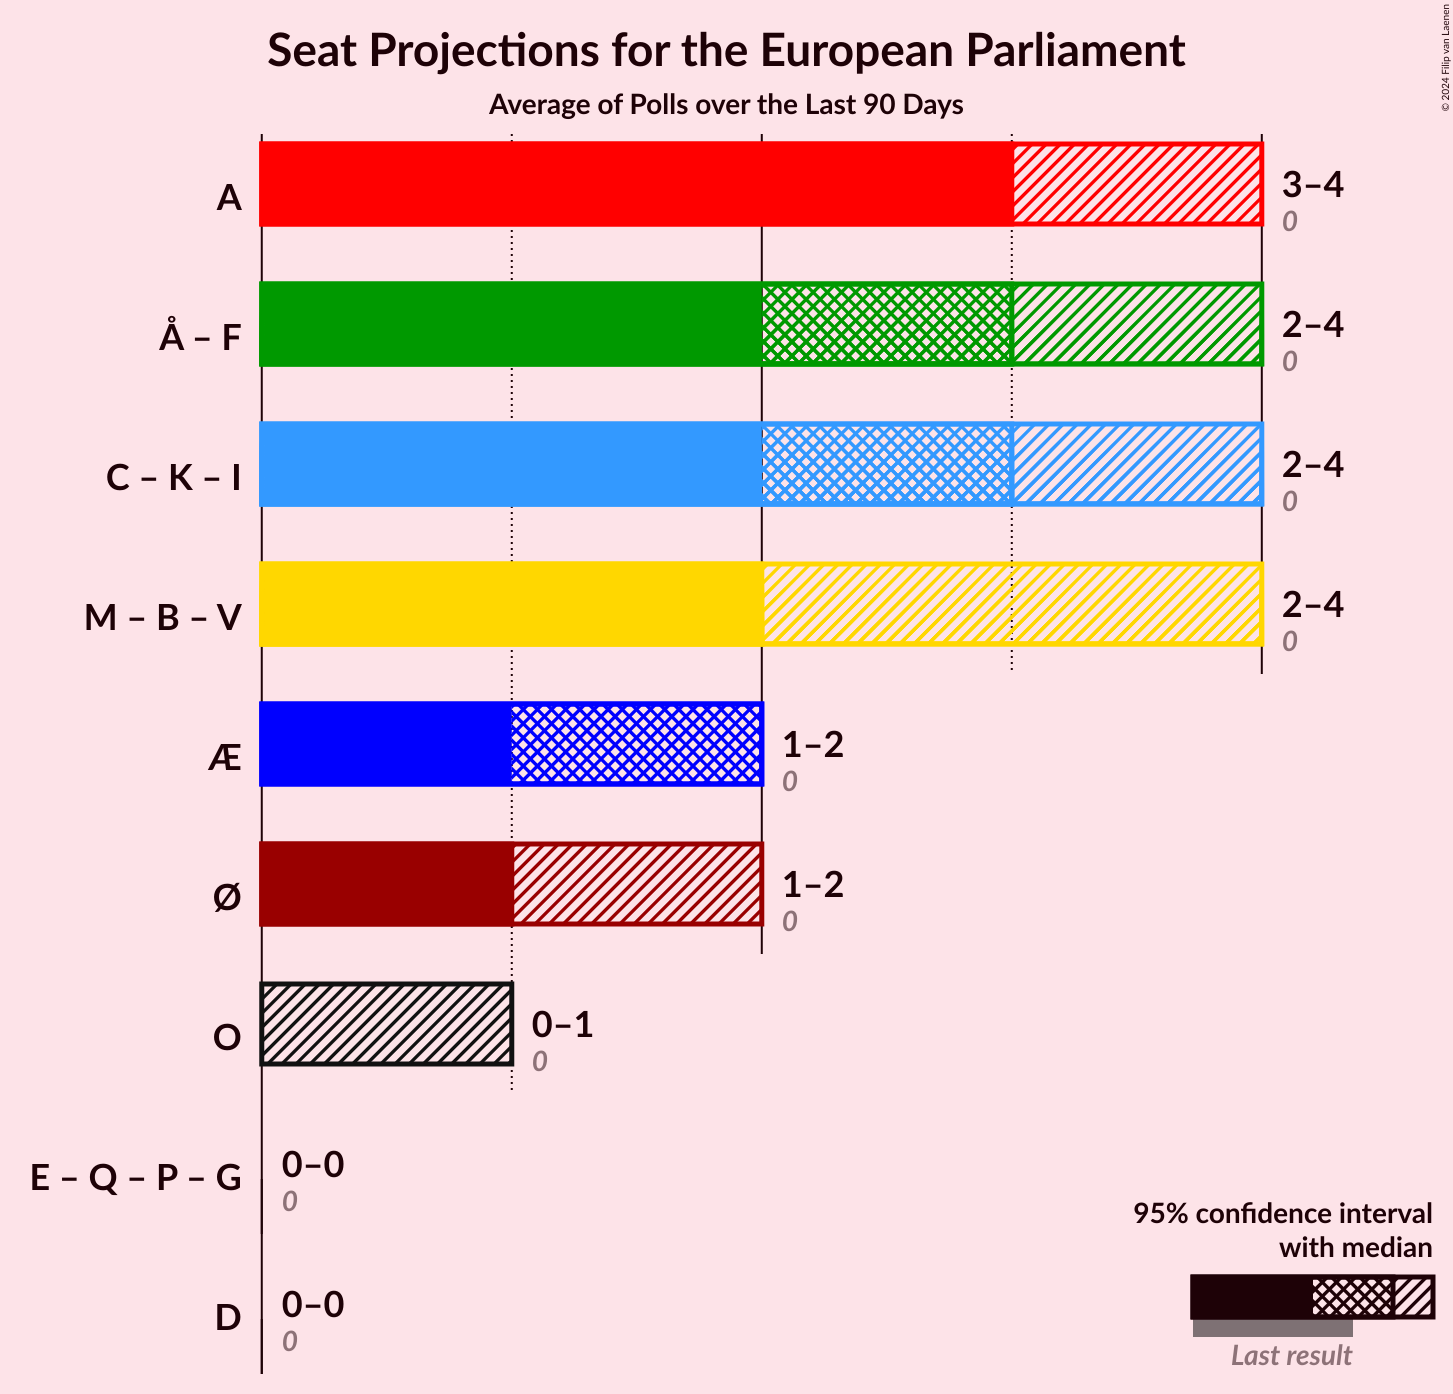 Seat Projections for the European Parliament
Average of Polls over the Last 90 Days
© 2024 Filip van Laenen
A
3–4
0
Å – F
2–4
0
C – K – I
2–4
0
M – B – V
2–4
0
Æ
1–2
0
Ø
1–2
0
O
0–1
0
E – Q – P – G
0–0
0
D
0–0
0
95% confidence interval
with median
Last result